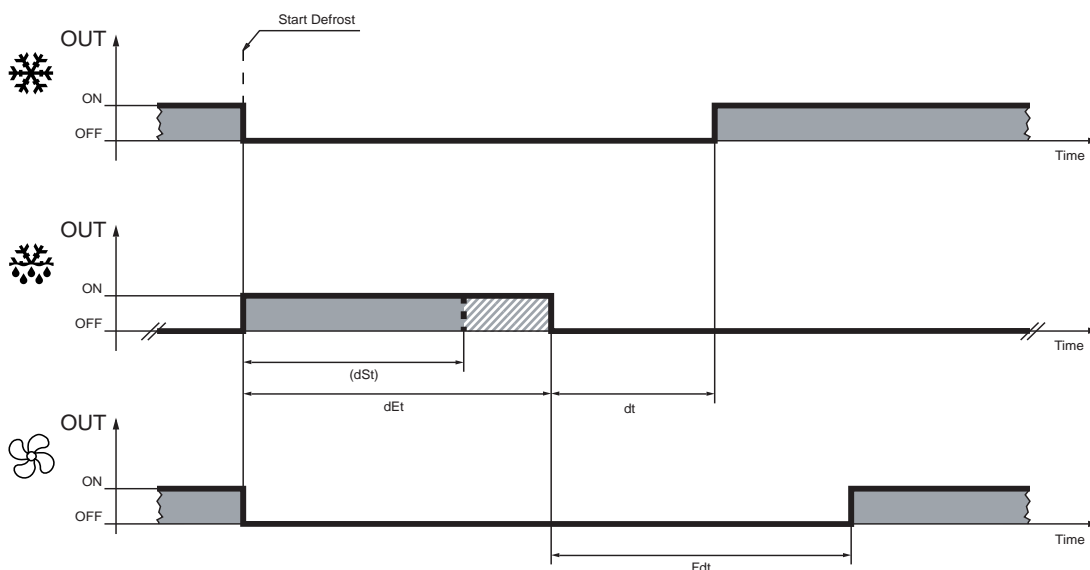 Start Defrost
OUT
ON
OFF
Time
OUT
ON
OFF
Time
(dSt)
dEt
dt
OUT
ON
OFF
Time
Fdt